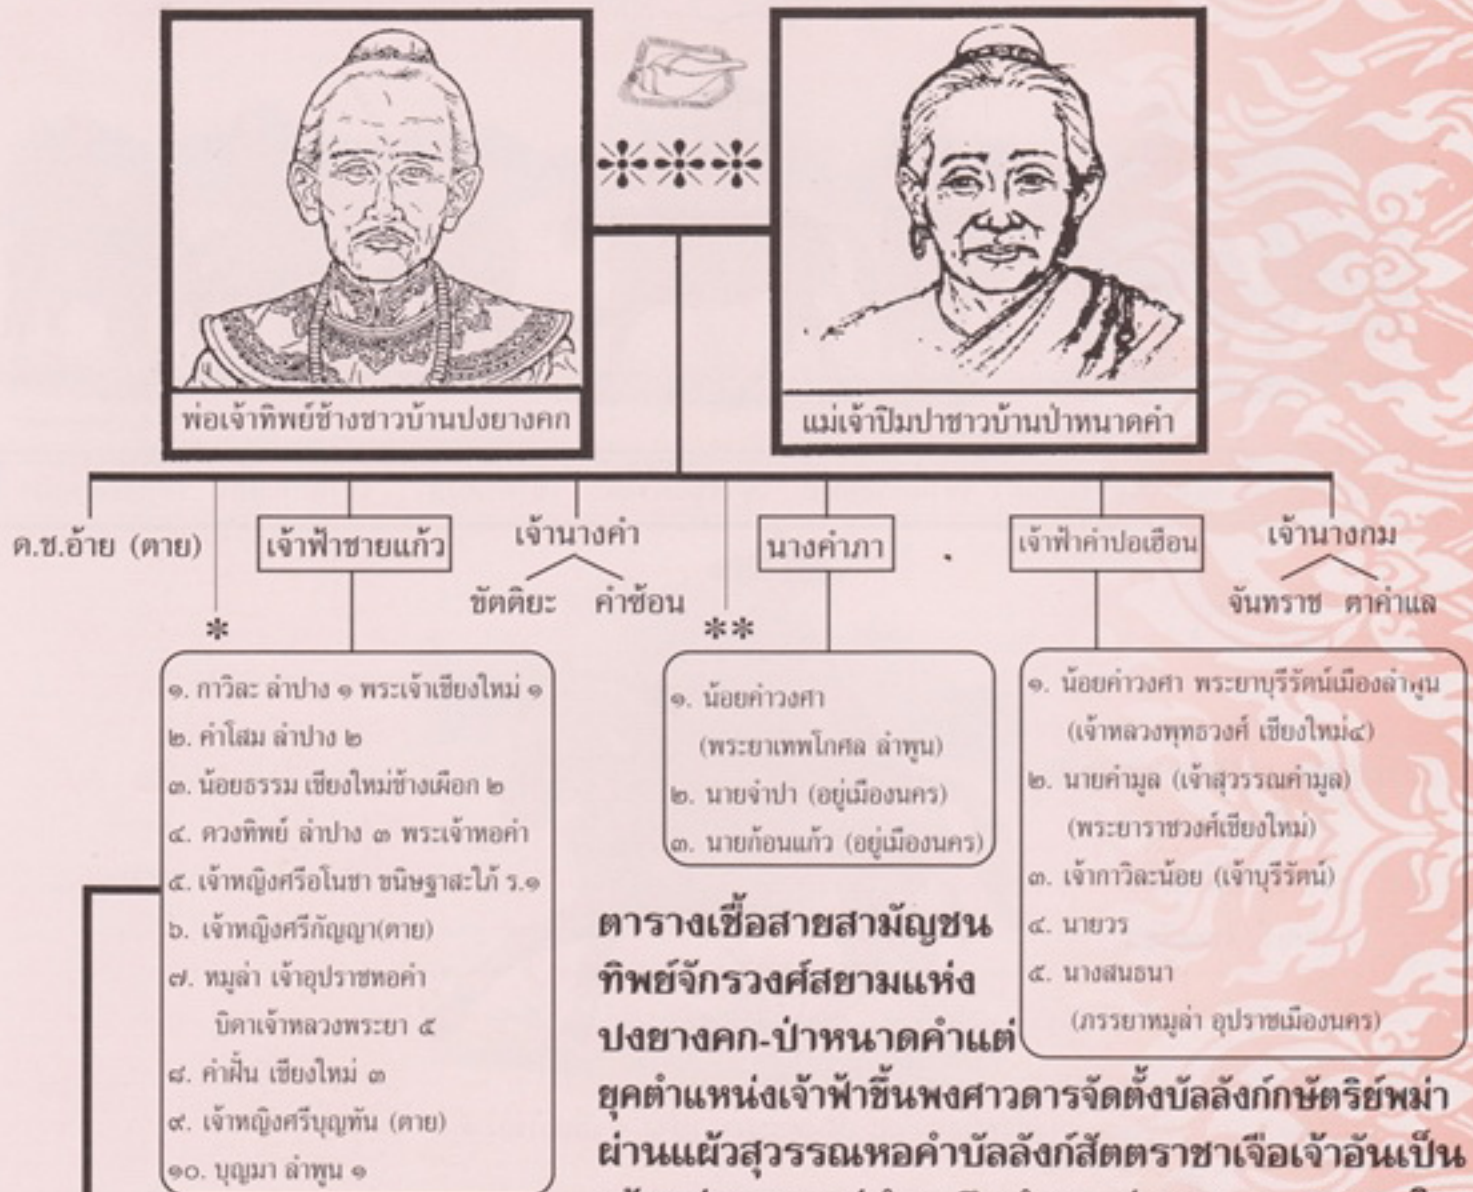 พ่อเจ้าทิพย์ช้างชาวบ้านปงยางคก
แม่เจ้าปิมปาชาวบ้านป่าหนาดคำ
ด.ช.อ้าย (ตาย)
เจ้าฟ้าชายแก้ว
เจ้านางคำ
นางคำภา
เจ้าฟ้าคำปอเฮือน
เจ้านางกม
ขัตติยะ คำซ้อน
จันทราช ตาคำแล
*
**
๑. กาวิละ ลำปาง ๑ พระเจ้าเชียงใหม่ ๑
๒. คำโสม ลำปาง ๒
๓. น้อยธรรม เชียงใหม่ช้างเผือก ๒
๔. ดวงทิพย์ ลำปาง ๓ พระเจ้าหอคำ
๕. เจ้าหญิงศรีอโนชา ขนิษฐาสะใภ้ ร.๑
๖. เจ้าหญิงศรีกัญญา(ตาย)
๗. หมูล่า เจ้าอุปราชหอคำ
บิดาเจ้าหลวงพระยา ๕
๘. คำฝั้น เชียงใหม่ ๓
๙. เจ้าหญิงศรีบุญทัน (ตาย)
๑๐. บุญมา ลำพูน ๑
๑. น้อยคำวงศา
(พระยาเทพโกศล ลำพูน)
๒. นายจำปา (อยู่เมืองนคร)
๓. นายก้อนแก้ว (อยู่เมืองนคร)
๑. น้อยคำวงศา พระยาบุรีรัตน์เมืองลำพูน
(เจ้าหลวงพุทธวงศ์ เชียงใหม่๔)
๒. นายคำมูล (เจ้าสุวรรณคำมูล)
(พระยาราชวงศ์เชียงใหม่)
๓. เจ้ากาวิละน้อย (เจ้าบุรีรัตน์)
๔. นายวร
๕. นางสนธนา
(ภรรยาหมูล่า อุปราชเมืองนคร)
ตารางเชื้อสายสามัญชน
ทิพย์จักรวงศ์สยามแห่ง
ปงยางคก-ป่าหนาดคำแต่
ยุคตำแหน่งเจ้าฟ้าขึ้นพงศาวดารจัดตั้งบัลลังก์กษัตริย์พม่า
ผ่านแผ้วสุวรรณหอคำบัลลังก์สัตตราชาเจือเจ้าอันเป็น